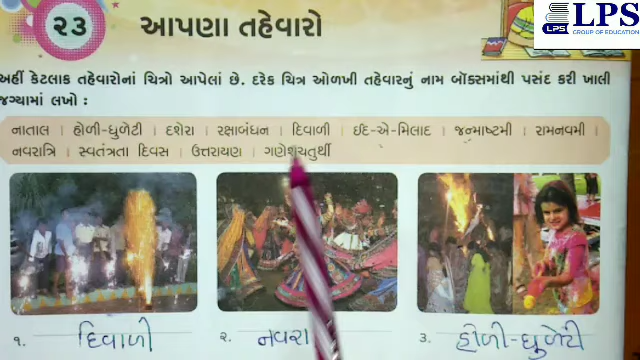 ૨૩
આપણા તહેવારો
LPS
LPS
GROUP OF EDUCATION
અહીં કેટલાક તહેવારોનાં ચિત્રો આપેલાં છે. દરેક ચિત્ર ઓળખી તહેવારનું નામ બૉક્સમાંથી પસંદ કરી ખાલી
જગ્યામાં લખો :
નાતાલ | હોળી-ધુળેટી | દશેરા | રક્ષાબંધન | દિવાળી | ઈદ-એ-મિલાદ | જન્માષ્ટમી | રામનવમી |
નવરાત્રિ | સ્વતંત્રતા દિવસ | ઉત્તરાયણ | ગણેશચતુર્થી
૧. દિવાળી ૨. નવરા ૩. હોળી-ધુળેટી